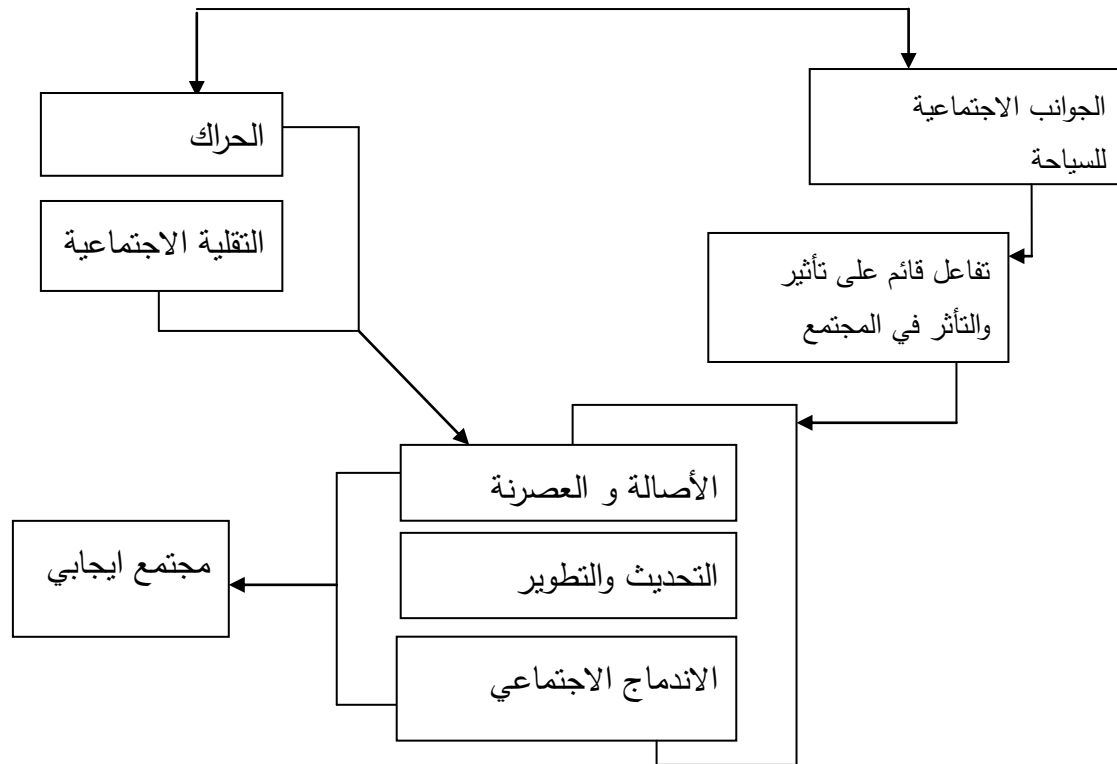 الجوانب الاجتماعية
للسياحة
الحراك
التقلية الاجتماعية
تفاعل قائم على تأثير
والتأثر في المجتمع
الأصالة و العصرنة
التحديث والتطوير
الاندماج الاجتماعي
مجتمع ايجابي